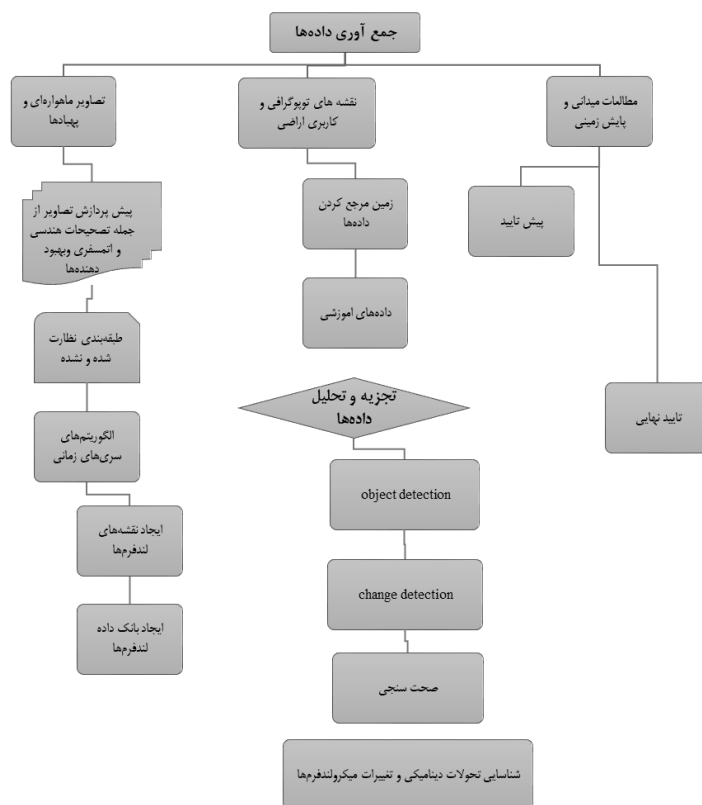 جمع آوری داده‌ها
مطالعات میدانی و
پایش زمینی
پیش تایید
تایید نهایی
نقشه های توپوگرافی و
کاربری اراضی
زمین مرجع کردن
داده‌ها
داده‌های اموزشی
تصاویر ماهواره‌ای و
پهبادها
پیش پردازش تصاویر از
جمله تصحیحات هندسی
و اتمسفری وبهبود
دهنده‌ها
طبقه‌بندی نظارت
شده و نشده
الگوریتم‌های
سری‌های زمانی
ایجاد نقشه‌های
لندفرم‌ها
ایجاد بانک داده
لندفرم‌ها
تجزیه و تحلیل
داده‌ها
object detection
change detection
صحت سنجی
شناسایی تحولات دینامیکی و تغییرات میکرولندفرم‌ها